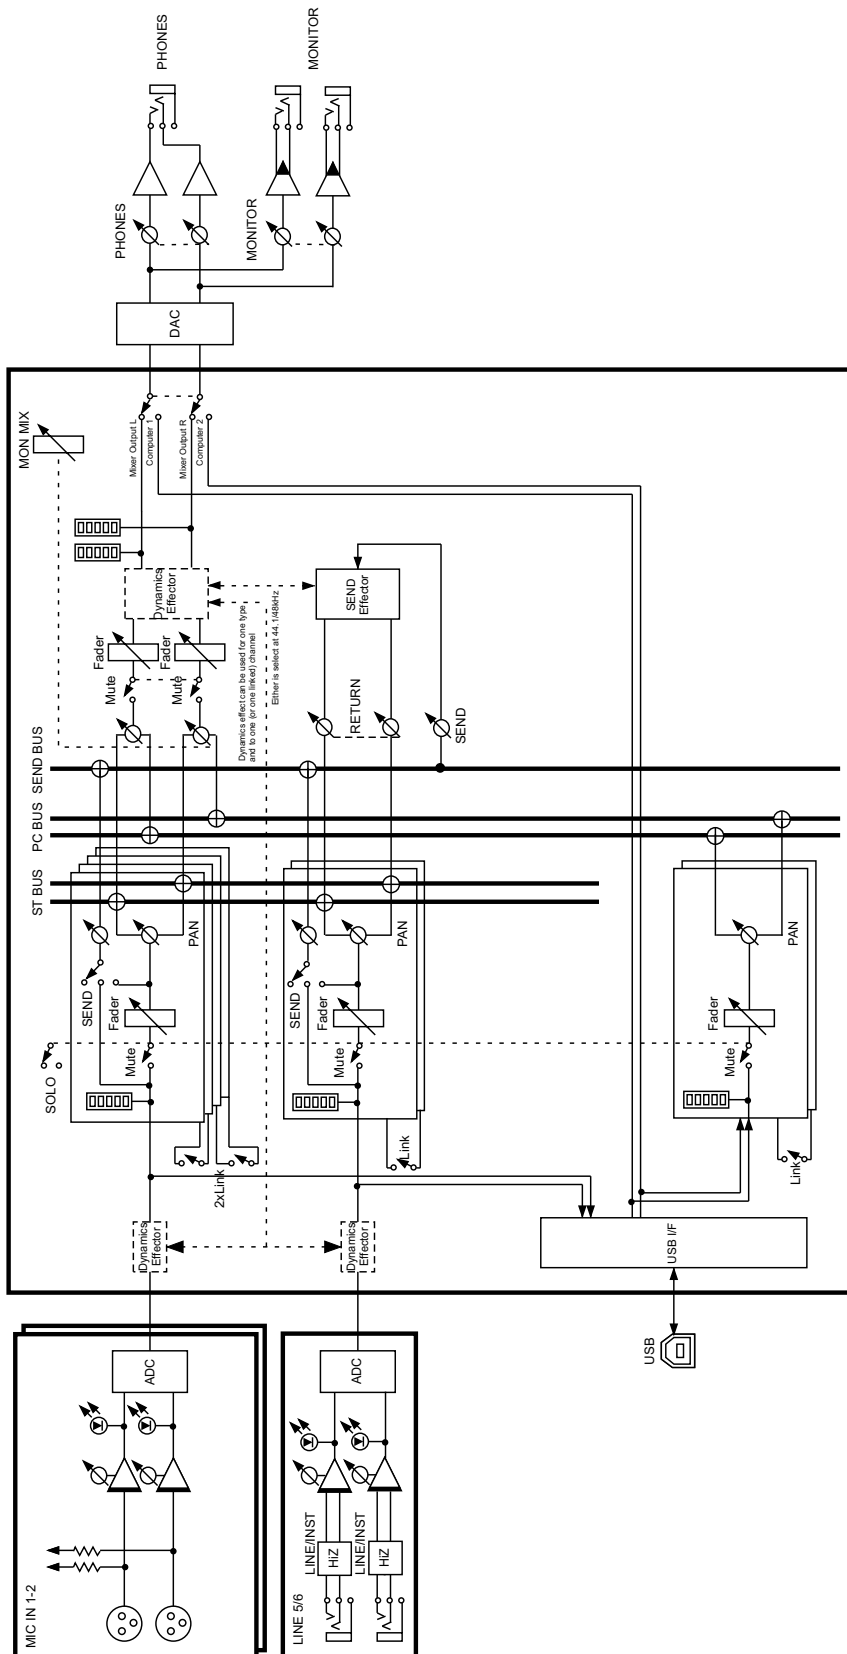 PHONES
MONITOR
PHONES
MONITOR
DAC
MON MIX
Mixer Output L
Computer 1
Mixer Output R
Computer 2
Dynamics
Effector
SEND
Effector
Dynamics effect can be used for one type
and to one (or one linked) channel
Either is select at 44.1/48kHz
Fader
Fader
Mute
Mute
RETURN
SEND
SEND BUS
PC BUS
ST BUS
PAN
PAN
PAN
SEND
SEND
Fader
Fader
Fader
SOLO
Mute
Mute
Mute
2xLink
Link
Link
Dynamics
Effector
Dynamics
Effector
USB I/F
USB
ADC
ADC
LINE/INST
LINE/INST
HiZ
HiZ
MIC IN 1-2
LINE 5/6